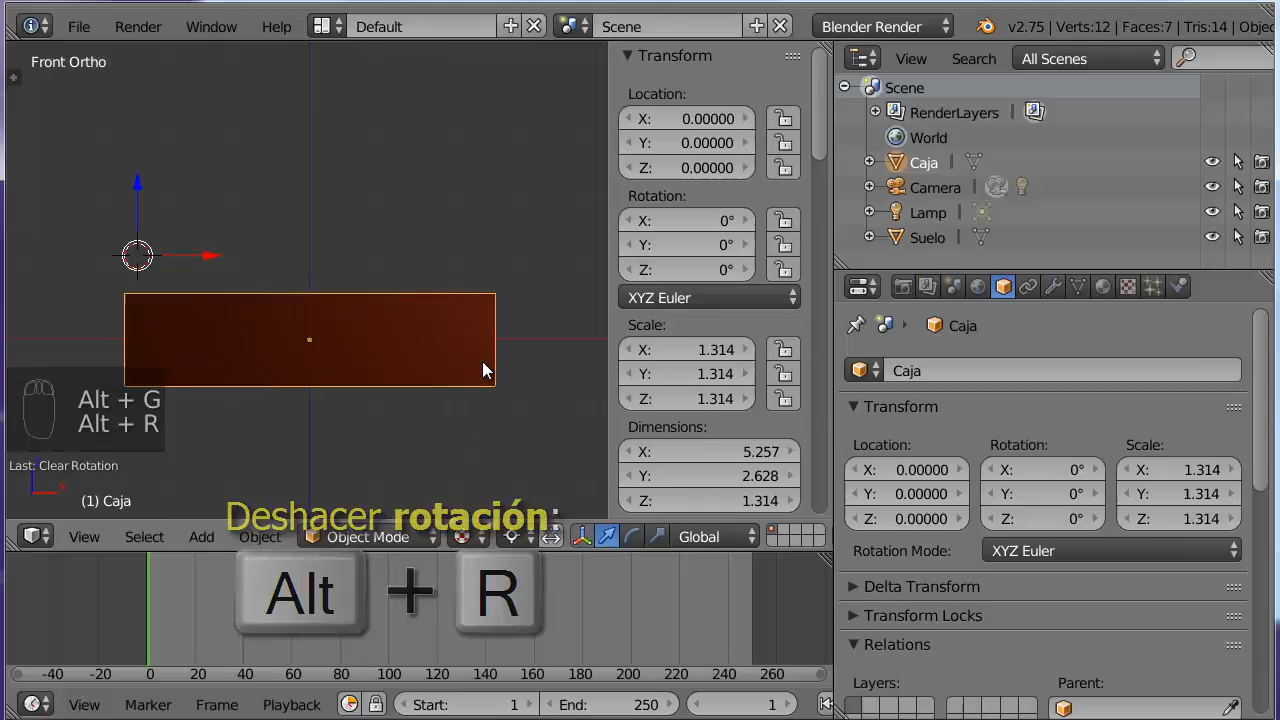 File Render Window Help Default Scene Blender Render v2.75 | Verts:12 | Faces:7 | Tris:14 | Objec
Front Ortho
Alt + G
Alt + R
Last: Clear Rotation
z
x
(1) Caja
View Select Add Object Object Mode Global
Deshacer rotación:
Alt + R
-40 -20 0 20 40 60 80 100 120 140 160 180 200 220 240 260
View Marker Frame Playback Start: 1 End: 250 1
Transform
Location:
X: 0.00000
Y: 0.00000
Z: 0.00000
Rotation:
X: 0°
Y: 0°
Z: 0°
XYZ Euler
Scale:
X: 1.314
Y: 1.314
Z: 1.314
Dimensions:
X: 5.257
Y: 2.628
Z: 1.314
View Search All Scenes
Scene
RenderLayers
World
Caja
Camera
Lamp
Suelo
Caja
Caja
Transform
Location: Rotation: Scale:
X: 0.00000 X: 0° X: 1.314
Y: 0.00000 Y: 0° Y: 1.314
Z: 0.00000 Z: 0° Z: 1.314
Rotation Mode: XYZ Euler
Delta Transform
Transform Locks
Relations
Layers: Parent: